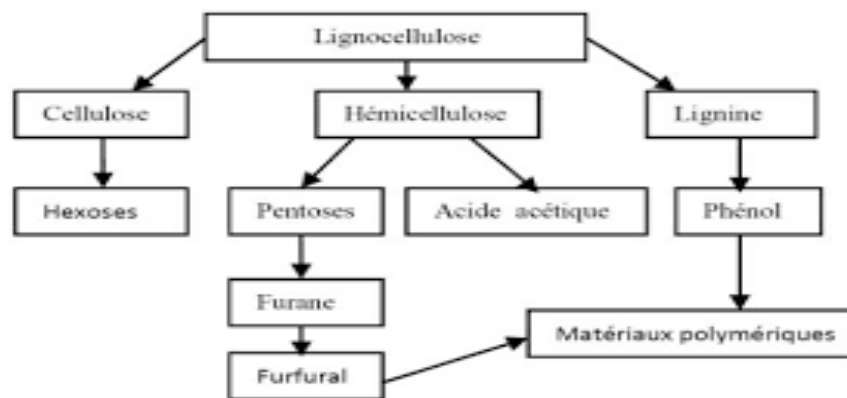 Lignocellulose
Cellulose
Hémicellulose
Lignine
Hexoses
Pentoses
Acide acétique
Phénol
Furane
Matériaux polymériques
Furfural